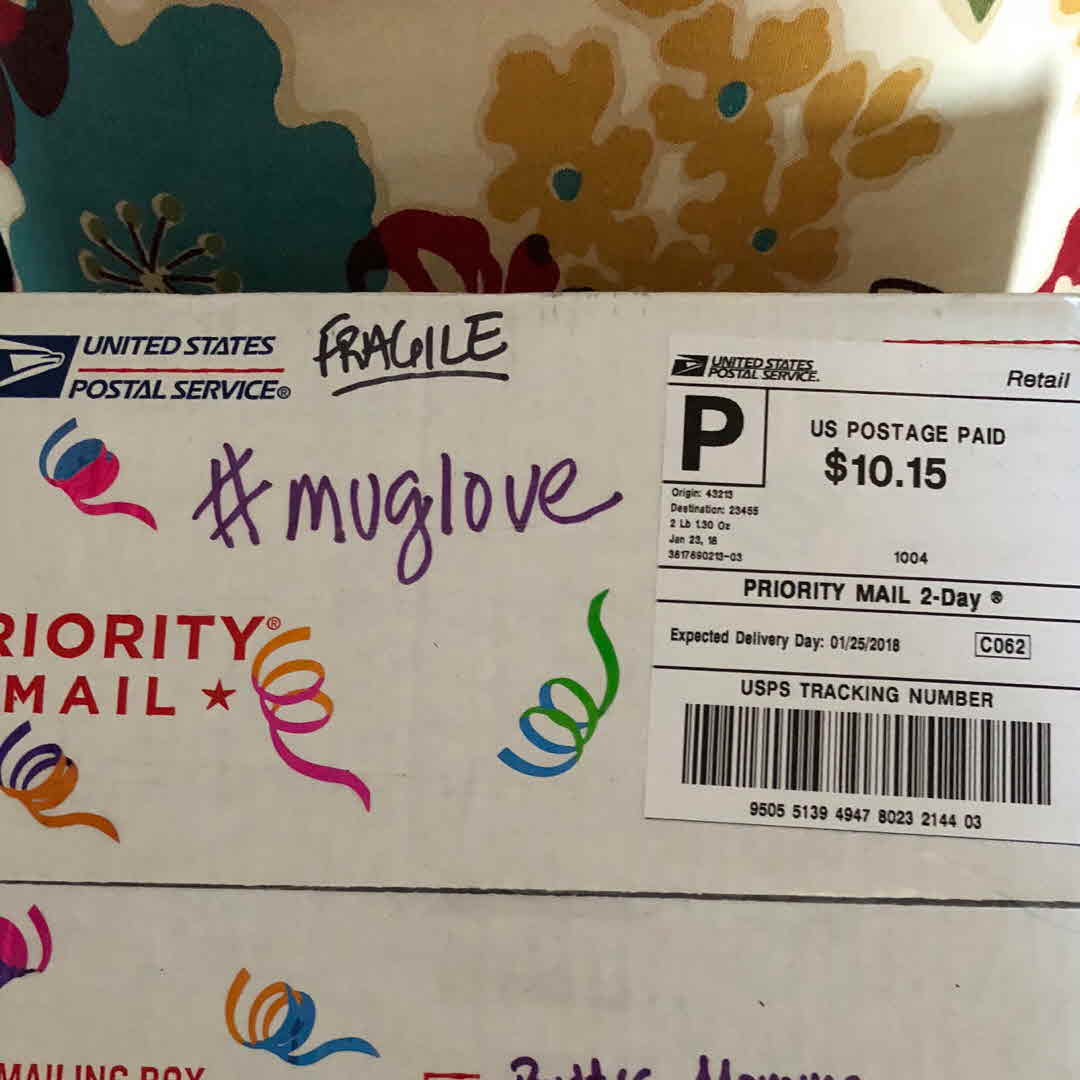 UNITED STATES
POSTAL SERVICE®
FRAGILE
#muglove
RIORITY®
MAIL ★
UNITED STATES
POSTAL SERVICE.
Retail
P
US POSTAGE PAID
$10.15
Origin: 43213
Destination: 23455
2 Lb 1.30 Oz
Jan 23, 18
3817690213-03
1004
PRIORITY MAIL 2-Day ®
Expected Delivery Day: 01/25/2018
C062
USPS TRACKING NUMBER
9505 5139 4947 8023 2144 03
MAILING BOX